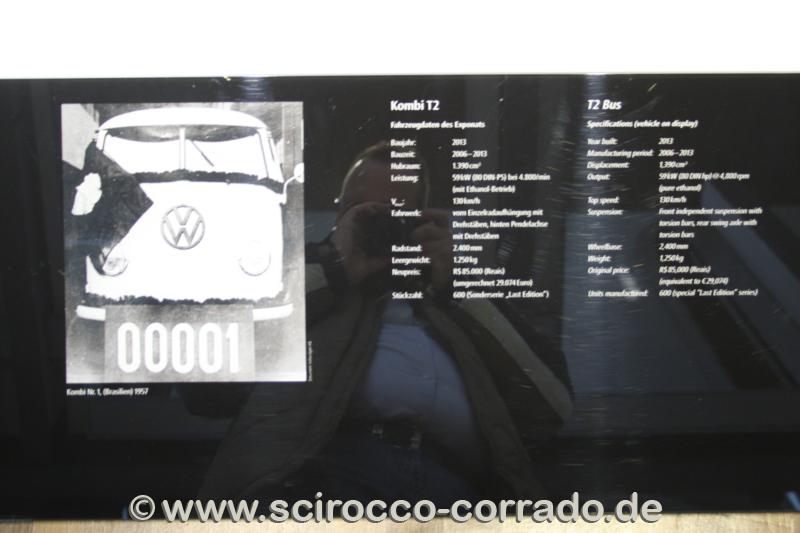 00001
Kombi Nr. 1, (Brasilien) 1957
Kombi T2
Fahrzeugdaten des Exponats
Baujahr: 2013
Bauzeit: 2006–2013
Hubraum: 1.390 cm³
Leistung: 59 kW (80 DIN-PS) bei 4.800/min
(mit Ethanol-Betrieb)
Vmax: 130 km/h
Fahrwerk: vorn Einzelradaufhängung mit
Drehstäben, hinten Pendelachse
mit Drehstäben
Radstand: 2.400 mm
Leergewicht: 1.250 kg
Neupreis: R$ 85.000 (Reais)
(umgerechnet 29.074 Euro)
Stückzahl: 600 (Sonderserie „Last Edition“)
T2 Bus
Specifications (vehicle on display)
Year built: 2013
Manufacturing period: 2006–2013
Displacement: 1,390 cm³
Output: 59 kW (80 DIN hp) @ 4,800 rpm
(pure ethanol)
Top speed: 130 km/h
Suspension: Front independent suspension with
torsion bars, rear swing axle with
torsion bars
Wheelbase: 2,400 mm
Weight: 1,250 kg
Original price: R$ 85,000 (Reais)
(equivalent to € 29,074)
Units manufactured: 600 (special "Last Edition" series)
© www.scirocco-corrado.de